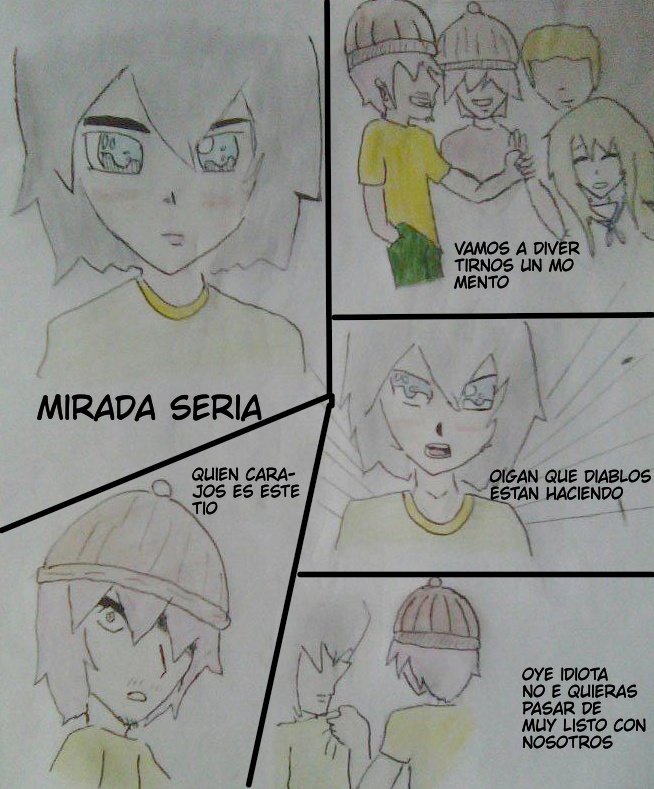 MIRADA SERIA
VAMOS A DIVER
TIRNOS UN MO
MENTO
OIGAN QUE DIABLOS
ESTAN HACIENDO
QUIEN CARA-
JOS ES ESTE
TIO
OYE IDIOTA
NO E QUIERAS
PASAR DE
MUY LISTO CON
NOSOTROS